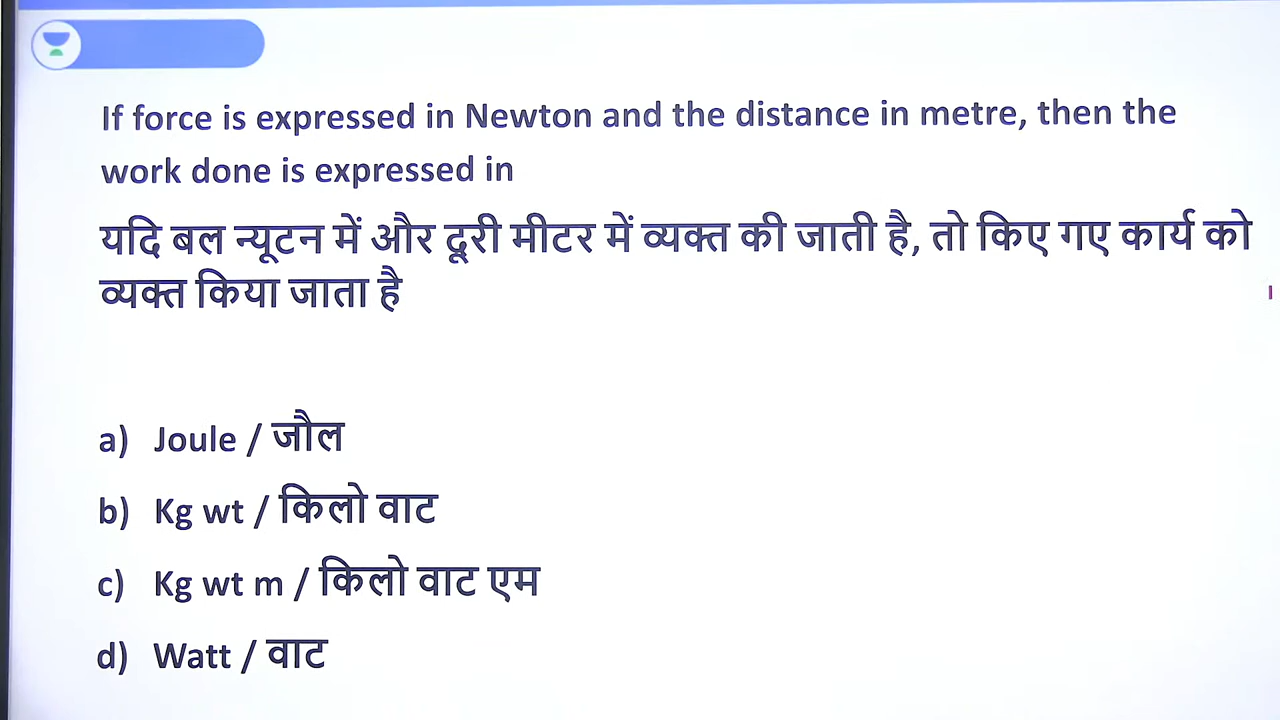 If force is expressed in Newton and the distance in metre, then the
work done is expressed in
यदि बल न्यूटन में और दूरी मीटर में व्यक्त की जाती है, तो किए गए कार्य को
व्यक्त किया जाता है
a) Joule / जौल
b) Kg wt / किलो वाट
c) Kg wt m / किलो वाट एम
d) Watt / वाट